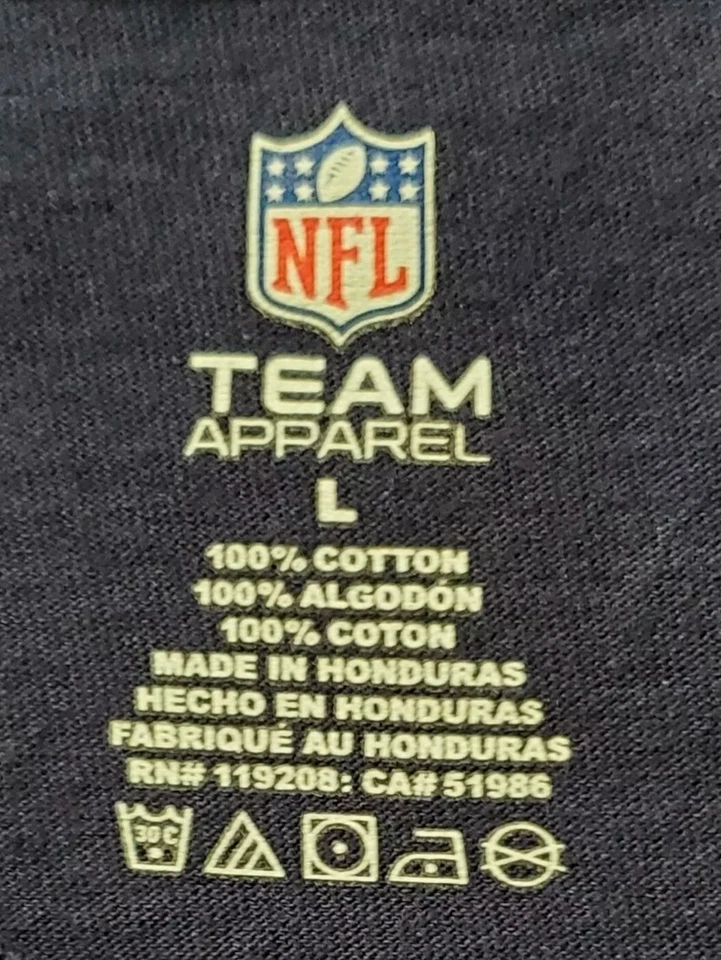 NFL
TEAM
APPAREL
L
100% COTTON
100% ALGODÓN
100% COTON
MADE IN HONDURAS
HECHO EN HONDURAS
FABRIQUÉ AU HONDURAS
RN# 119208: CA# 51986
30C